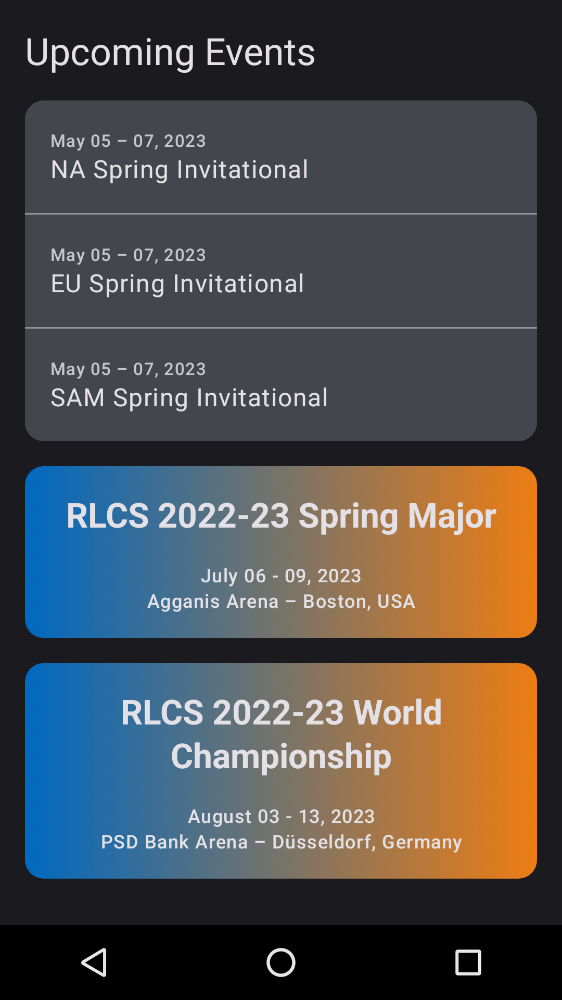 Upcoming Events
May 05 – 07, 2023
NA Spring Invitational
May 05 – 07, 2023
EU Spring Invitational
May 05 – 07, 2023
SAM Spring Invitational
RLCS 2022-23 Spring Major
July 06 - 09, 2023
Agganis Arena – Boston, USA
RLCS 2022-23 World
Championship
August 03 - 13, 2023
PSD Bank Arena – Düsseldorf, Germany